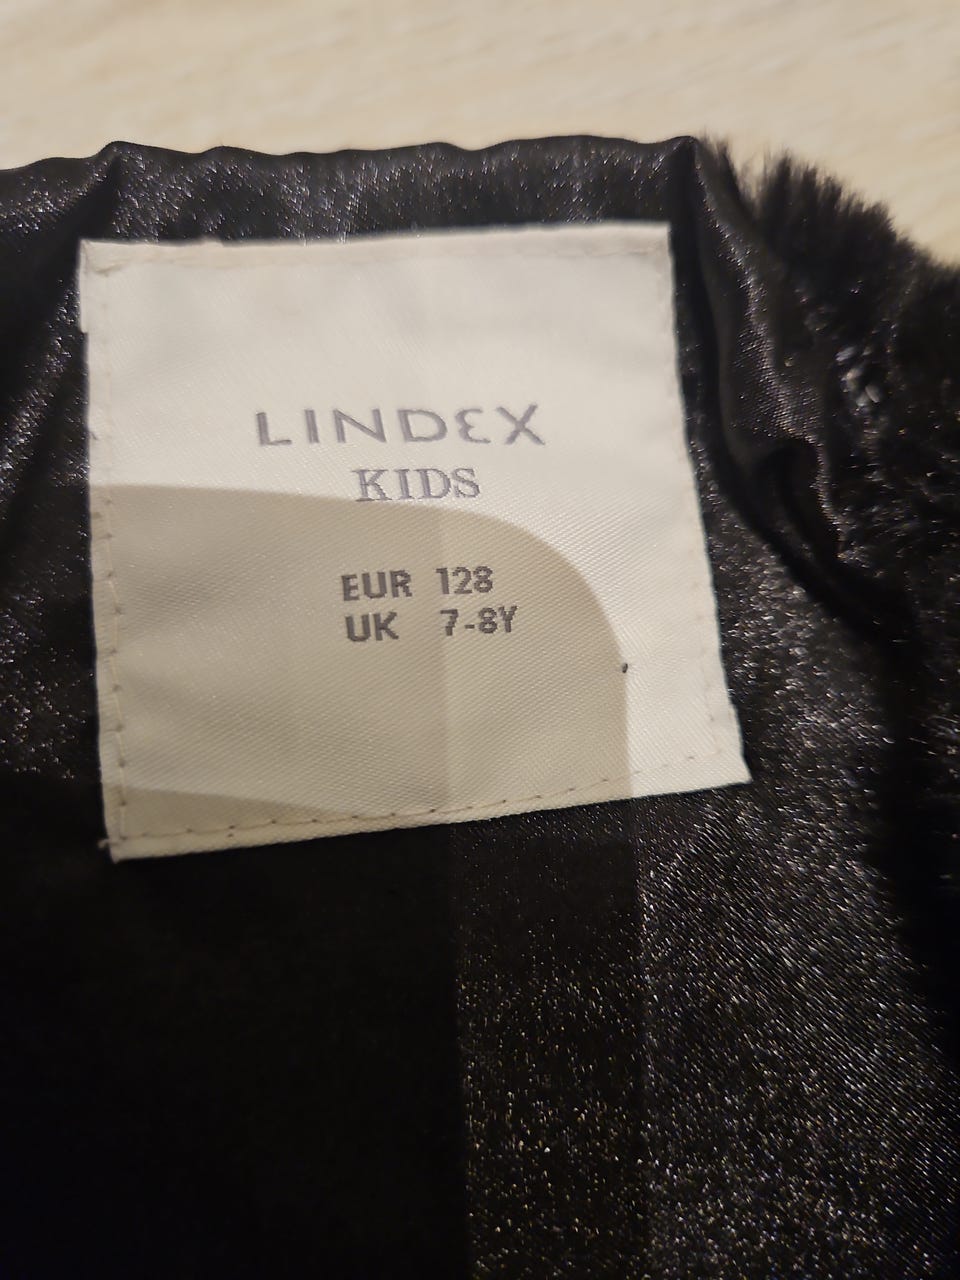 LINDEX
KIDS
EUR 128
UK 7-8Y